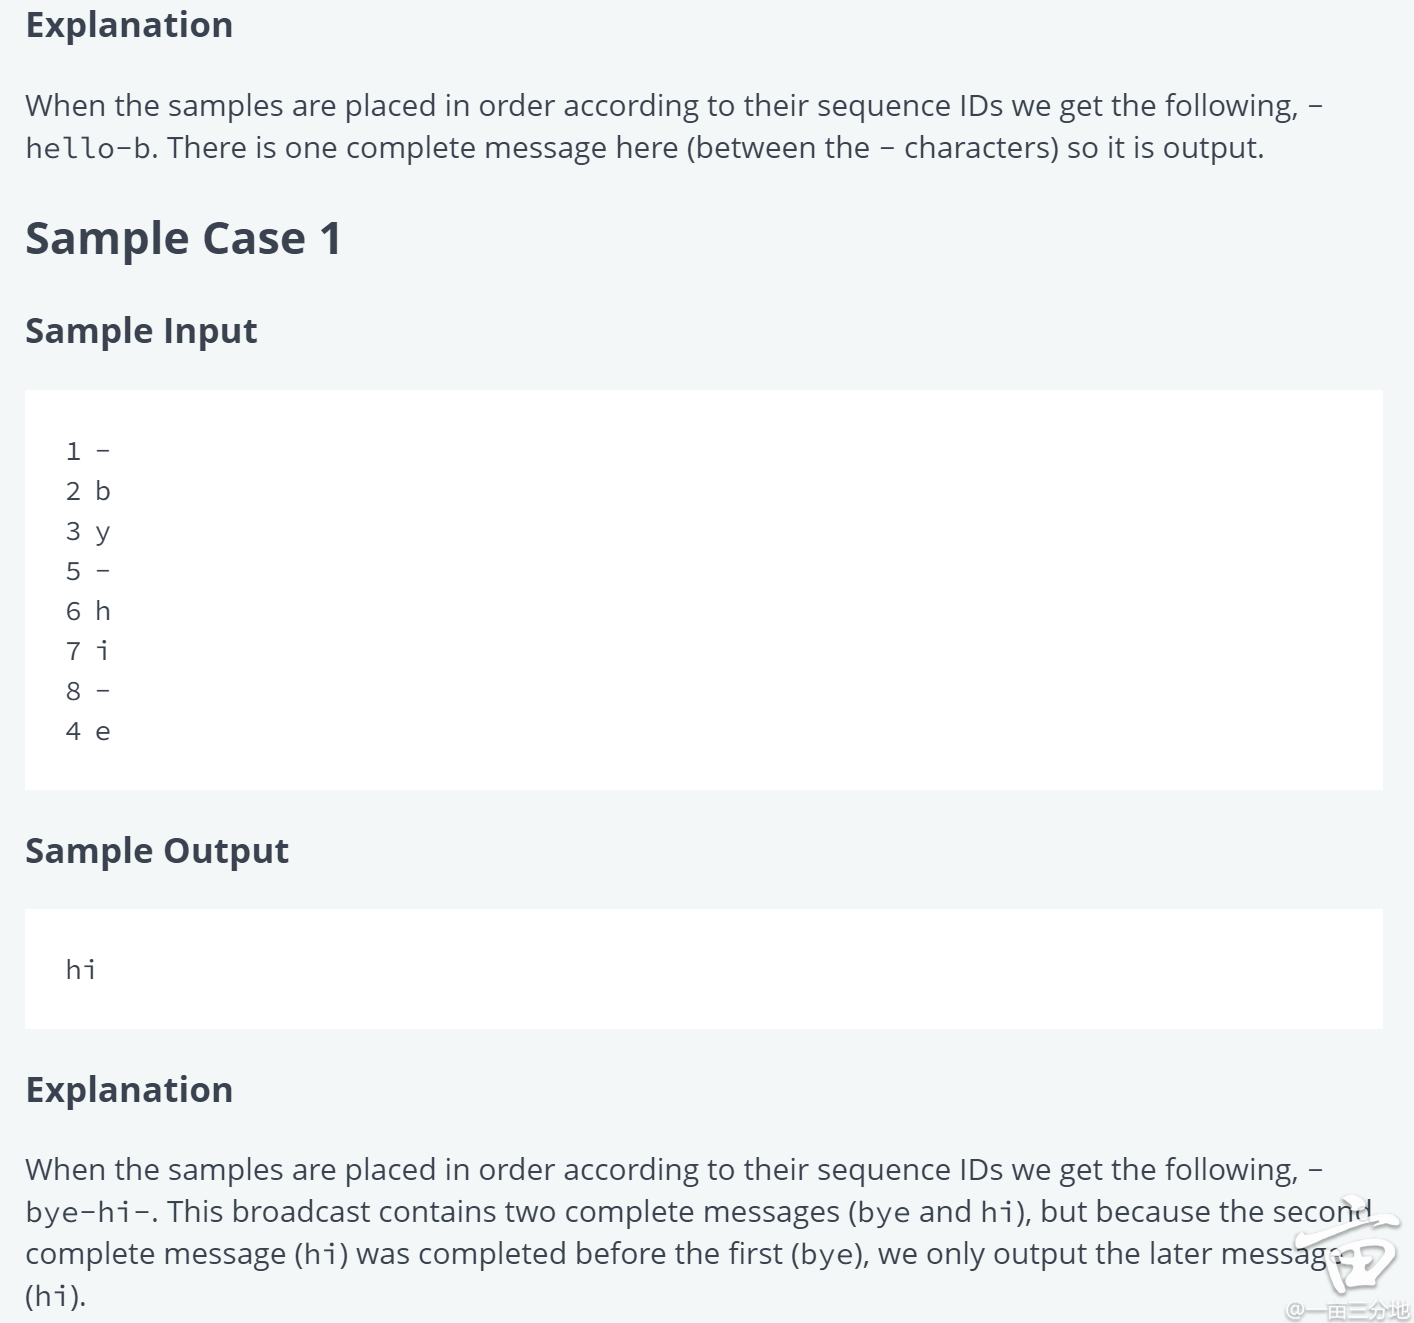 Explanation
When the samples are placed in order according to their sequence IDs we get the following, -
hello-b. There is one complete message here (between the - characters) so it is output.
Sample Case 1
Sample Input
1 -
2 b
3 y
5 -
6 h
7 i
8 -
4 e
Sample Output
hi
Explanation
When the samples are placed in order according to their sequence IDs we get the following, -
bye-hi-. This broadcast contains two complete messages (bye and hi), but because the second
complete message (hi) was completed before the first (bye), we only output the later message
(hi).
@一亩三分地